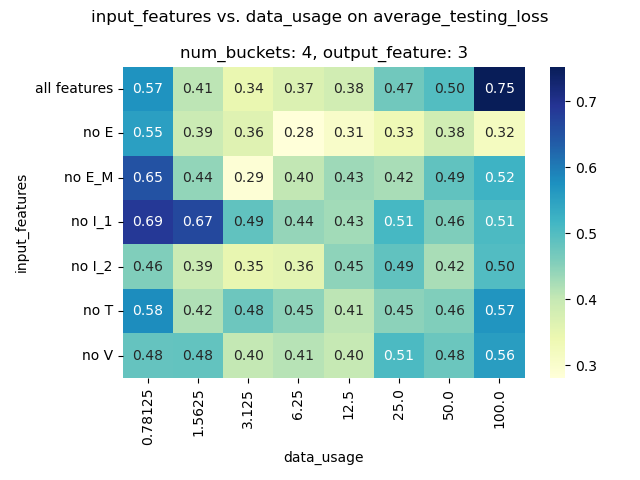 input_features vs. data_usage on average_testing_loss
num_buckets: 4, output_feature: 3
input_features
all features 0.57 0.41 0.34 0.37 0.38 0.47 0.50 0.75
no E 0.55 0.39 0.36 0.28 0.31 0.33 0.38 0.32
no E_M 0.65 0.44 0.29 0.40 0.43 0.42 0.49 0.52
no I_1 0.69 0.67 0.49 0.44 0.43 0.51 0.46 0.51
no I_2 0.46 0.39 0.35 0.36 0.45 0.49 0.42 0.50
no T 0.58 0.42 0.48 0.45 0.41 0.45 0.46 0.57
no V 0.48 0.48 0.40 0.41 0.40 0.51 0.48 0.56
0.78125 1.5625 3.125 6.25 12.5 25.0 50.0 100.0
data_usage
0.7
0.6
0.5
0.4
0.3